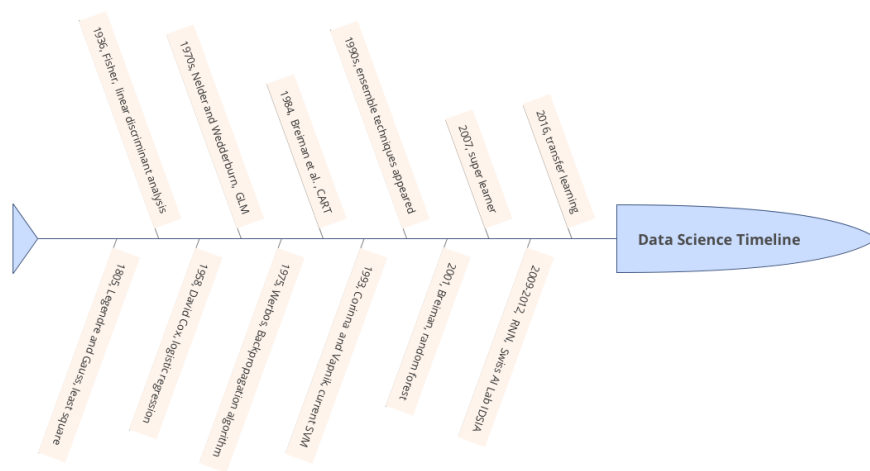 1936, Fisher, linear discriminant analysis
1970s, Nelder and Wedderburn, GLM
1984, Breiman et al. , CART
1990s, ensemble techniques appeared
2007, super learner
2016, transfer learning
Data Science Timeline
1805, Legendre and Gauss, least square
1958, David Cox, logistic regression
1975, Werbos, Backpropagation algorithm
1993, Corinna and Vapnik, current SVM
2001, Breiman, random forest
2009-2012, RNN, Swiss AI Lab IDSIA